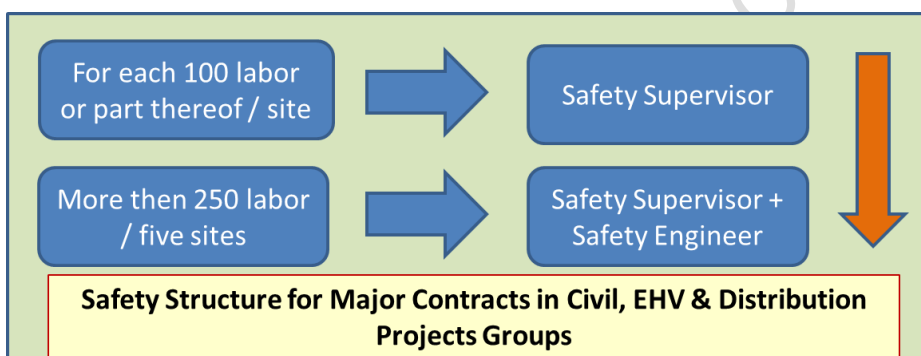 For each 100 labor
or part thereof / site
Safety Supervisor
More then 250 labor
/ five sites
Safety Supervisor +
Safety Engineer
Safety Structure for Major Contracts in Civil, EHV & Distribution
Projects Groups